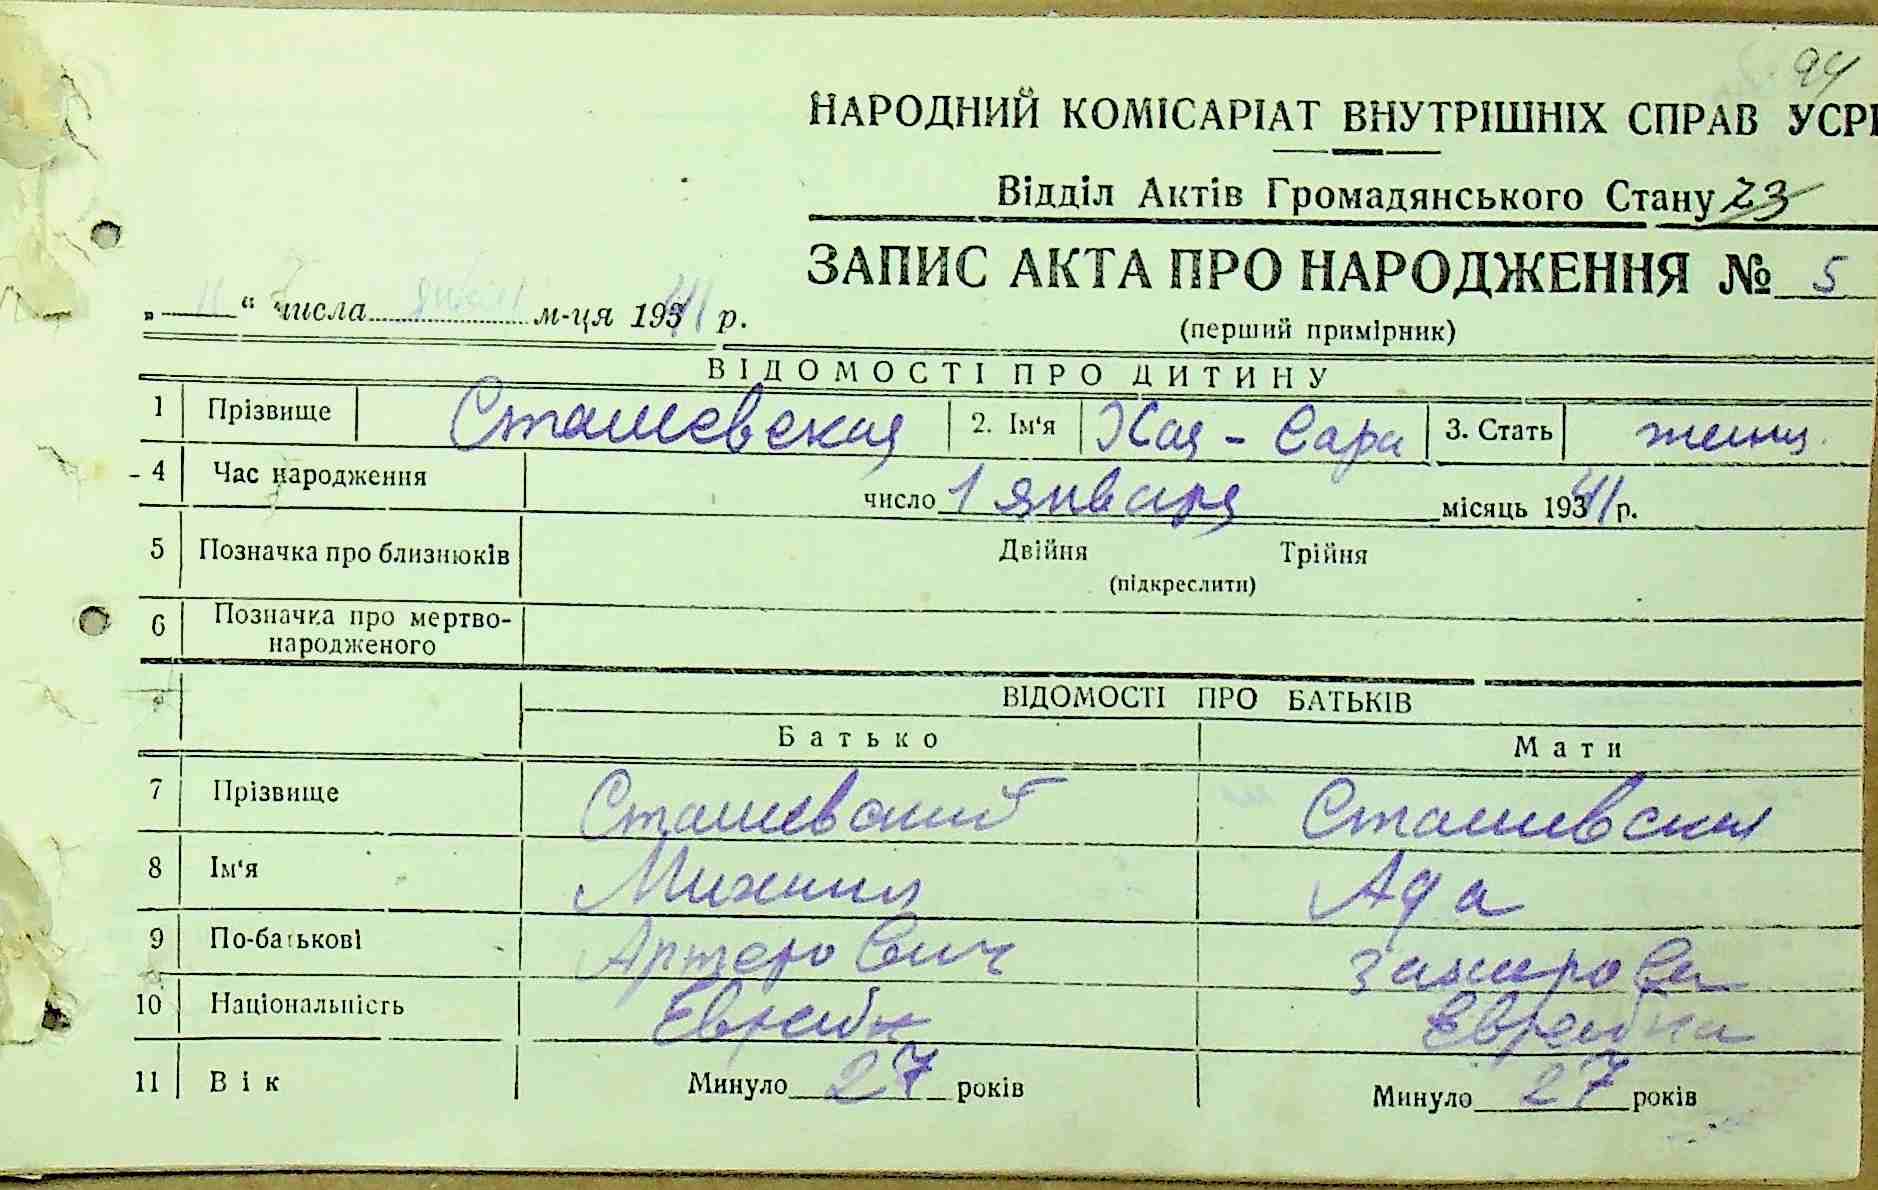 94
НАРОДНИЙ КОМІСАРІАТ ВНУТРІШНІХ СПРАВ УСРР
Відділ Актів Громадянського Стану 23
ЗАПИС АКТА ПРО НАРОДЖЕННЯ № 5
„ “ числа м-ця 1941 р.
(перший примірник)
ВІДОМОСТІ ПРО ДИТИНУ
1 Прізвище Сташевская 2. Ім‘я Хая-Сара 3. Стать женщ.
4 Час народження число 1 января місяць 1941 р.
5 Позначка про близнюків Двійня Трійня
(підкреслити)
6 Позначка про мертво-
народженого
ВІДОМОСТІ ПРО БАТЬКІВ
Батько Мати
7 Прізвище Сташевский Сташевская
8 Ім‘я Михаил Ада
9 По-батькові
10 Національність Еврей Еврейка
11 Вік Минуло 27 років Минуло 27 років